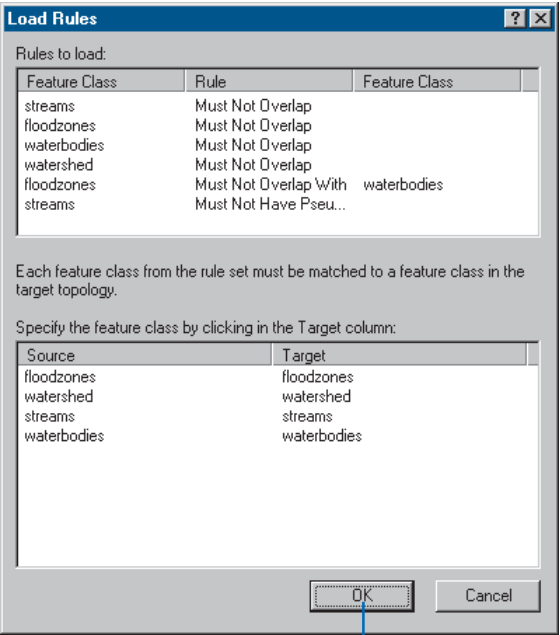 Load Rules
Rules to load:
Feature Class Rule Feature Class
streams Must Not Overlap
floodzones Must Not Overlap
waterbodies Must Not Overlap
watershed Must Not Overlap
floodzones Must Not Overlap With waterbodies
streams Must Not Have Pseu...
Each feature class from the rule set must be matched to a feature class in the
target topology.
Specify the feature class by clicking in the Target column:
Source Target
floodzones floodzones
watershed watershed
streams streams
waterbodies waterbodies
OK Cancel